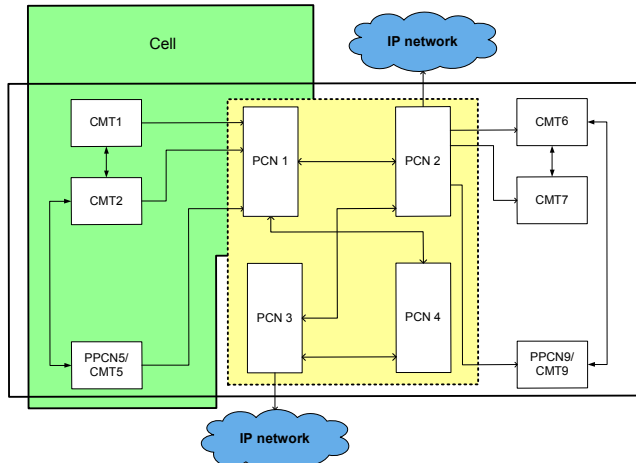 Cell
IP network
CMT1
CMT6
PCN 1
PCN 2
CMT2
CMT7
PCN 3
PCN 4
PPCN5/
CMT5
PPCN9/
CMT9
IP network